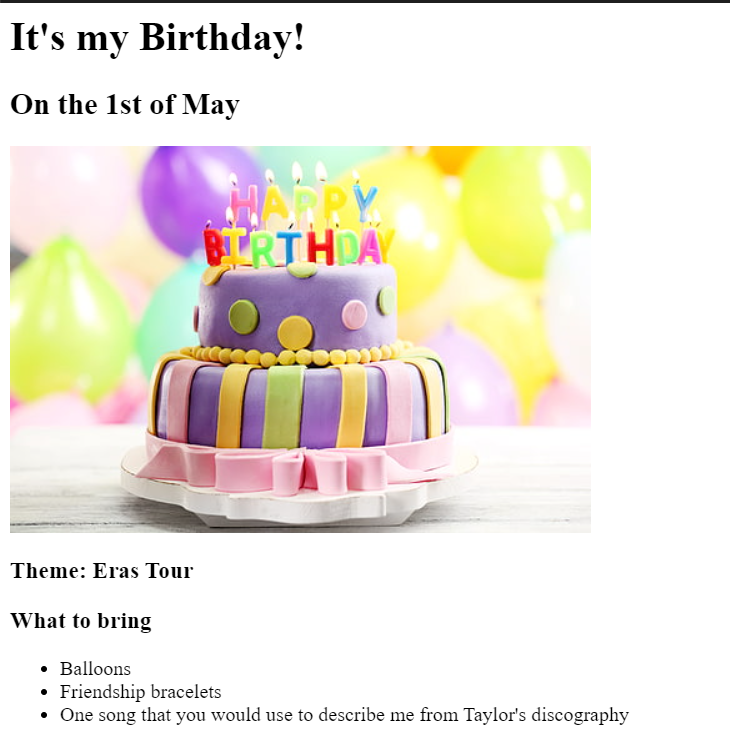 It's my Birthday!
On the 1st of May
HAPPY
BIRTHDAY
Theme: Eras Tour
What to bring
Balloons
Friendship bracelets
One song that you would use to describe me from Taylor's discography